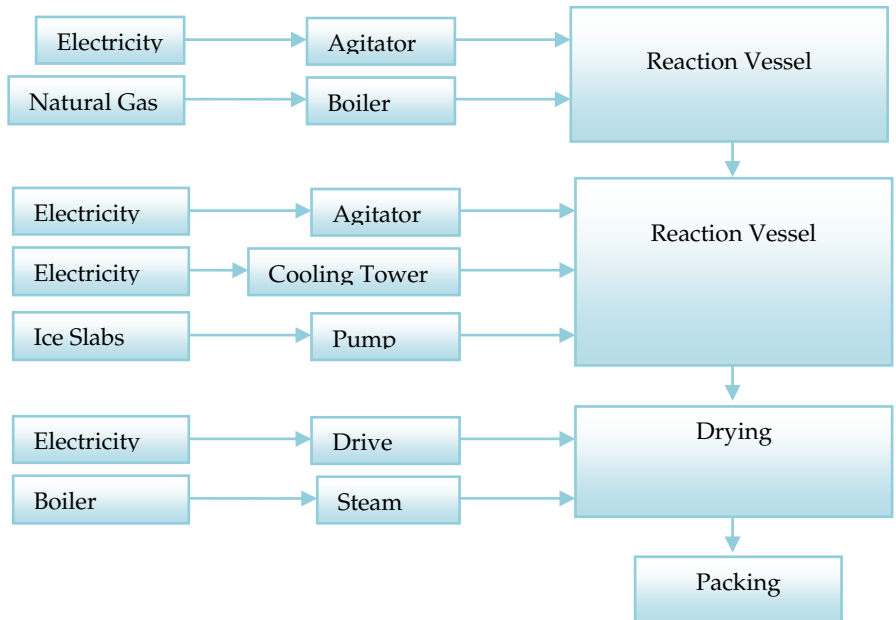 Electricity
Agitator
Reaction Vessel
Natural Gas
Boiler
Electricity
Agitator
Reaction Vessel
Electricity
Cooling Tower
Ice Slabs
Pump
Electricity
Drive
Drying
Boiler
Steam
Packing